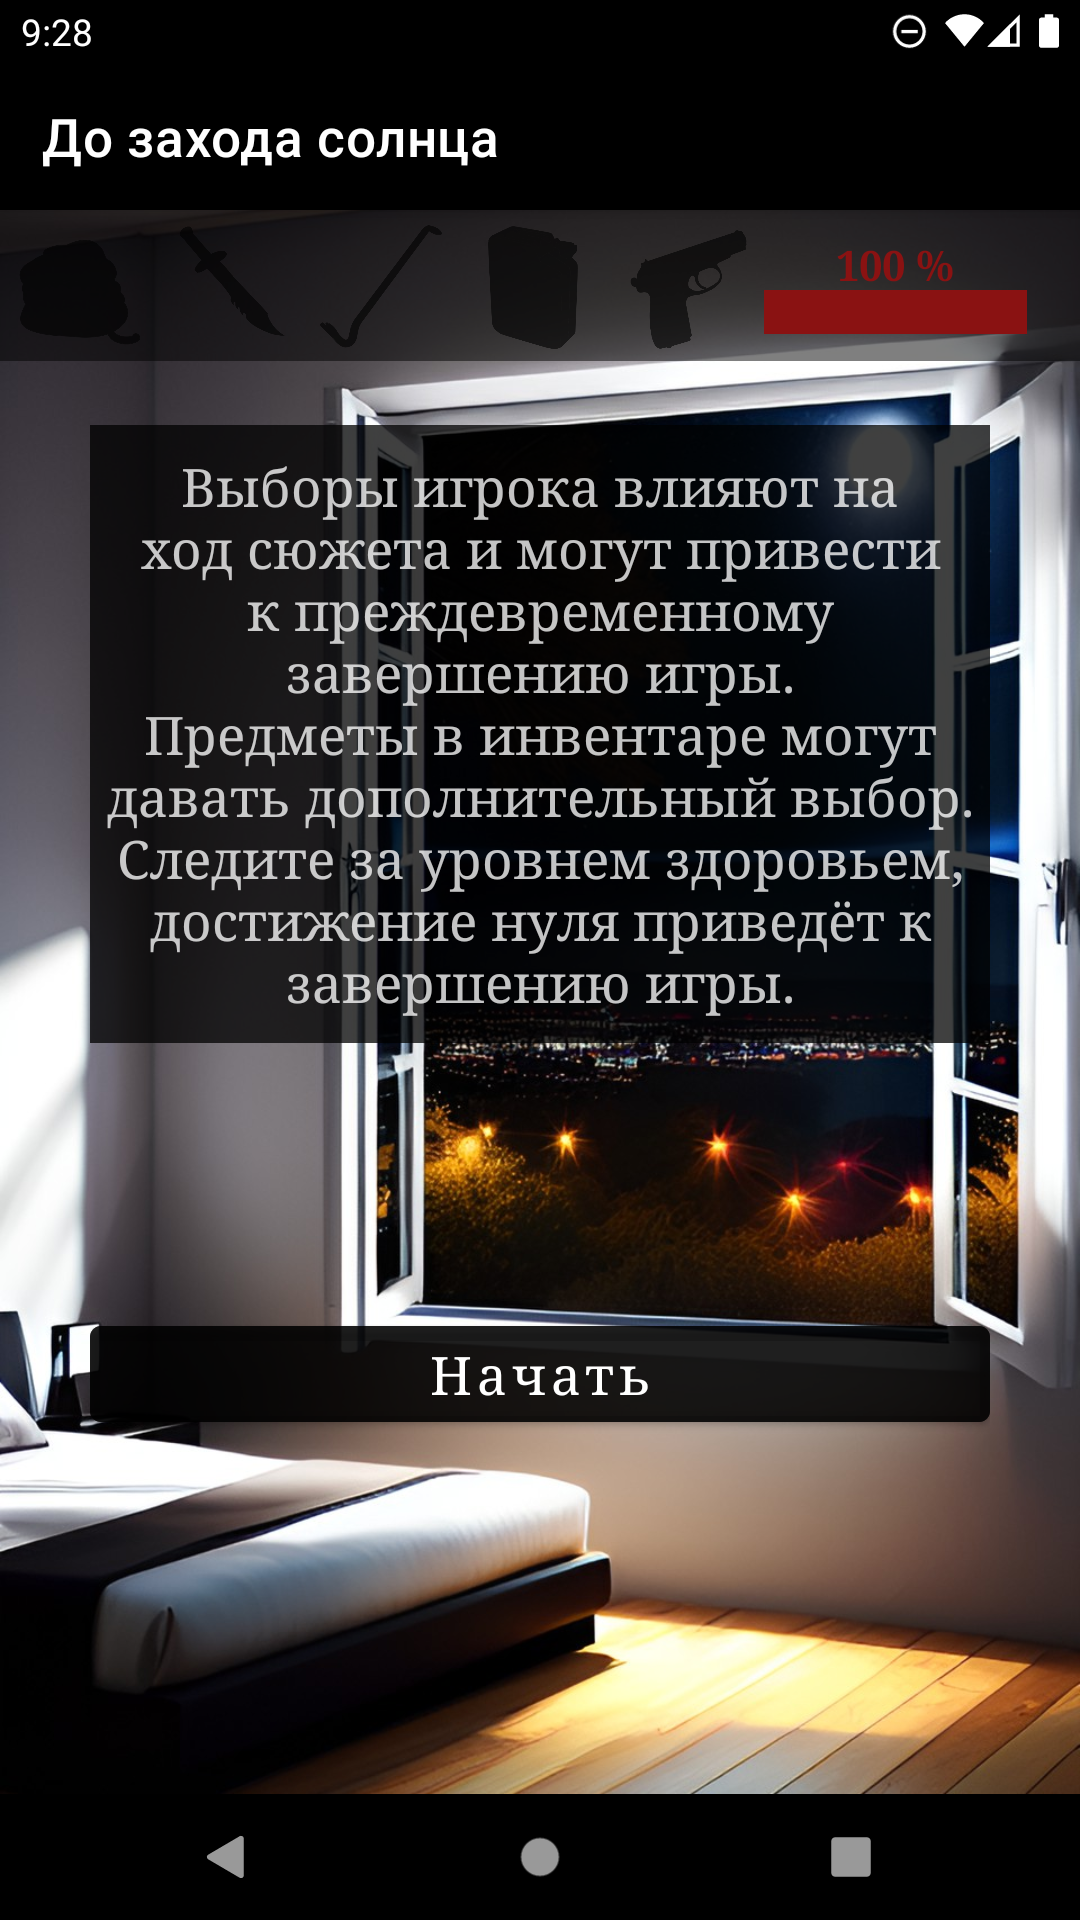 9:28
До захода солнца
100 %
Выборы игрока влияют на
ход сюжета и могут привести
к преждевременному
завершению игры.
Предметы в инвентаре могут
давать дополнительный выбор.
Следите за уровнем здоровьем,
достижение нуля приведёт к
завершению игры.
Начать